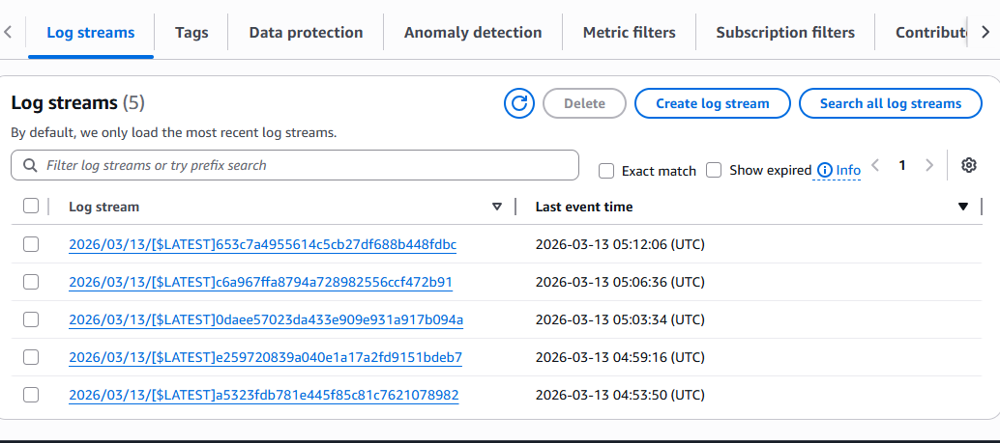 Log streams Tags Data protection Anomaly detection Metric filters Subscription filters Contribut
Log streams (5) Delete Create log stream Search all log streams
By default, we only load the most recent log streams.
Filter log streams or try prefix search Exact match Show expired Info 1
Log stream Last event time
2026/03/13/[$LATEST]653c7a4955614c5cb27df688b448fdbc 2026-03-13 05:12:06 (UTC)
2026/03/13/[$LATEST]c6a967ffa8794a728982556ccf472b91 2026-03-13 05:06:36 (UTC)
2026/03/13/[$LATEST]0daee57023da433e909e931a917b094a 2026-03-13 05:03:34 (UTC)
2026/03/13/[$LATEST]e259720839a040e1a17a2fd9151bdeb7 2026-03-13 04:59:16 (UTC)
2026/03/13/[$LATEST]a5323fdb781e445f85c81c7621078982 2026-03-13 04:53:50 (UTC)